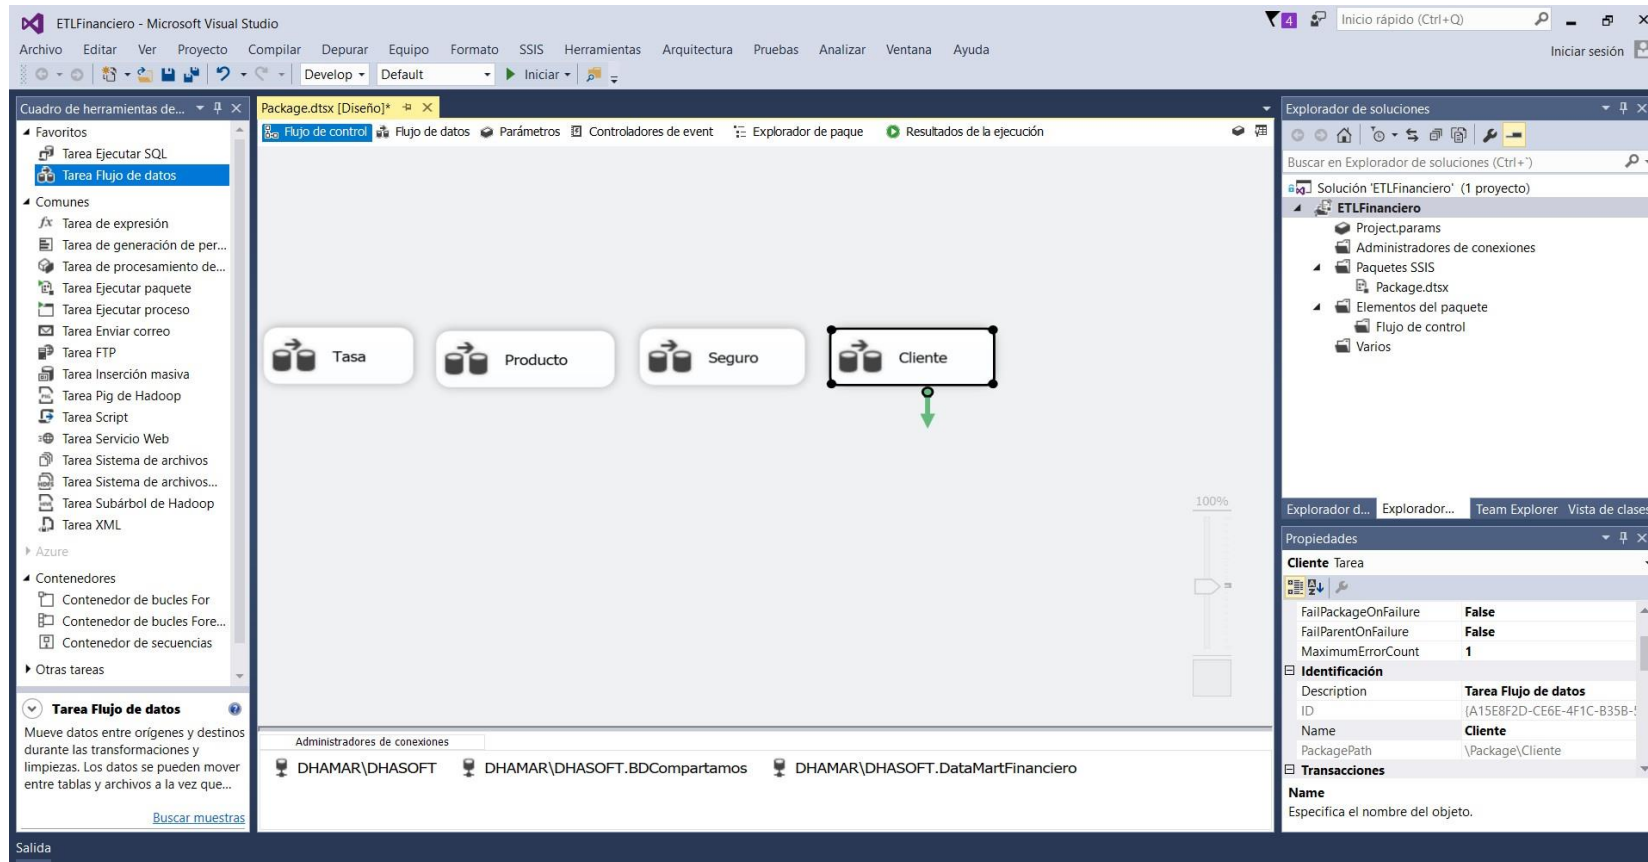 ETLFinanciero - Microsoft Visual Studio
4
Inicio rápido (Ctrl+Q)
Archivo Editar Ver Proyecto Compilar Depurar Equipo Formato SSIS Herramientas Arquitectura Pruebas Analizar Ventana Ayuda
Iniciar sesión
Develop Default Iniciar
Cuadro de herramientas de...
Favoritos
Tarea Ejecutar SQL
Tarea Flujo de datos
Comunes
fx Tarea de expresión
Tarea de generación de per...
Tarea de procesamiento de...
Tarea Ejecutar paquete
Tarea Ejecutar proceso
Tarea Enviar correo
Tarea FTP
Tarea Inserción masiva
Tarea Pig de Hadoop
Tarea Script
Tarea Servicio Web
Tarea Sistema de archivos
Tarea Sistema de archivos...
Tarea Subárbol de Hadoop
Tarea XML
Azure
Contenedores
Contenedor de bucles For
Contenedor de bucles Fore...
Contenedor de secuencias
Otras tareas
Tarea Flujo de datos
Mueve datos entre orígenes y destinos
durante las transformaciones y
limpiezas. Los datos se pueden mover
entre tablas y archivos a la vez que...
Buscar muestras
Package.dtsx [Diseño]*
Flujo de control Flujo de datos Parámetros Controladores de event Explorador de paque Resultados de la ejecución
Tasa Producto Seguro Cliente
100%
Administradores de conexiones
DHAMAR\DHASOFT DHAMAR\DHASOFT.BDCompartamos DHAMAR\DHASOFT.DataMartFinanciero
Explorador de soluciones
Buscar en Explorador de soluciones (Ctrl+¨)
Solución 'ETLFinanciero' (1 proyecto)
ETLFinanciero
Project.params
Administradores de conexiones
Paquetes SSIS
Package.dtsx
Elementos del paquete
Flujo de control
Varios
Explorador d... Explorador... Team Explorer Vista de clases
Propiedades
Cliente Tarea
FailPackageOnFailure False
FailParentOnFailure False
MaximumErrorCount 1
Identificación
Description Tarea Flujo de datos
ID {A15E8F2D-CE6E-4F1C-B35B-
Name Cliente
PackagePath \Package\Cliente
Transacciones
Name
Especifica el nombre del objeto.
Salida